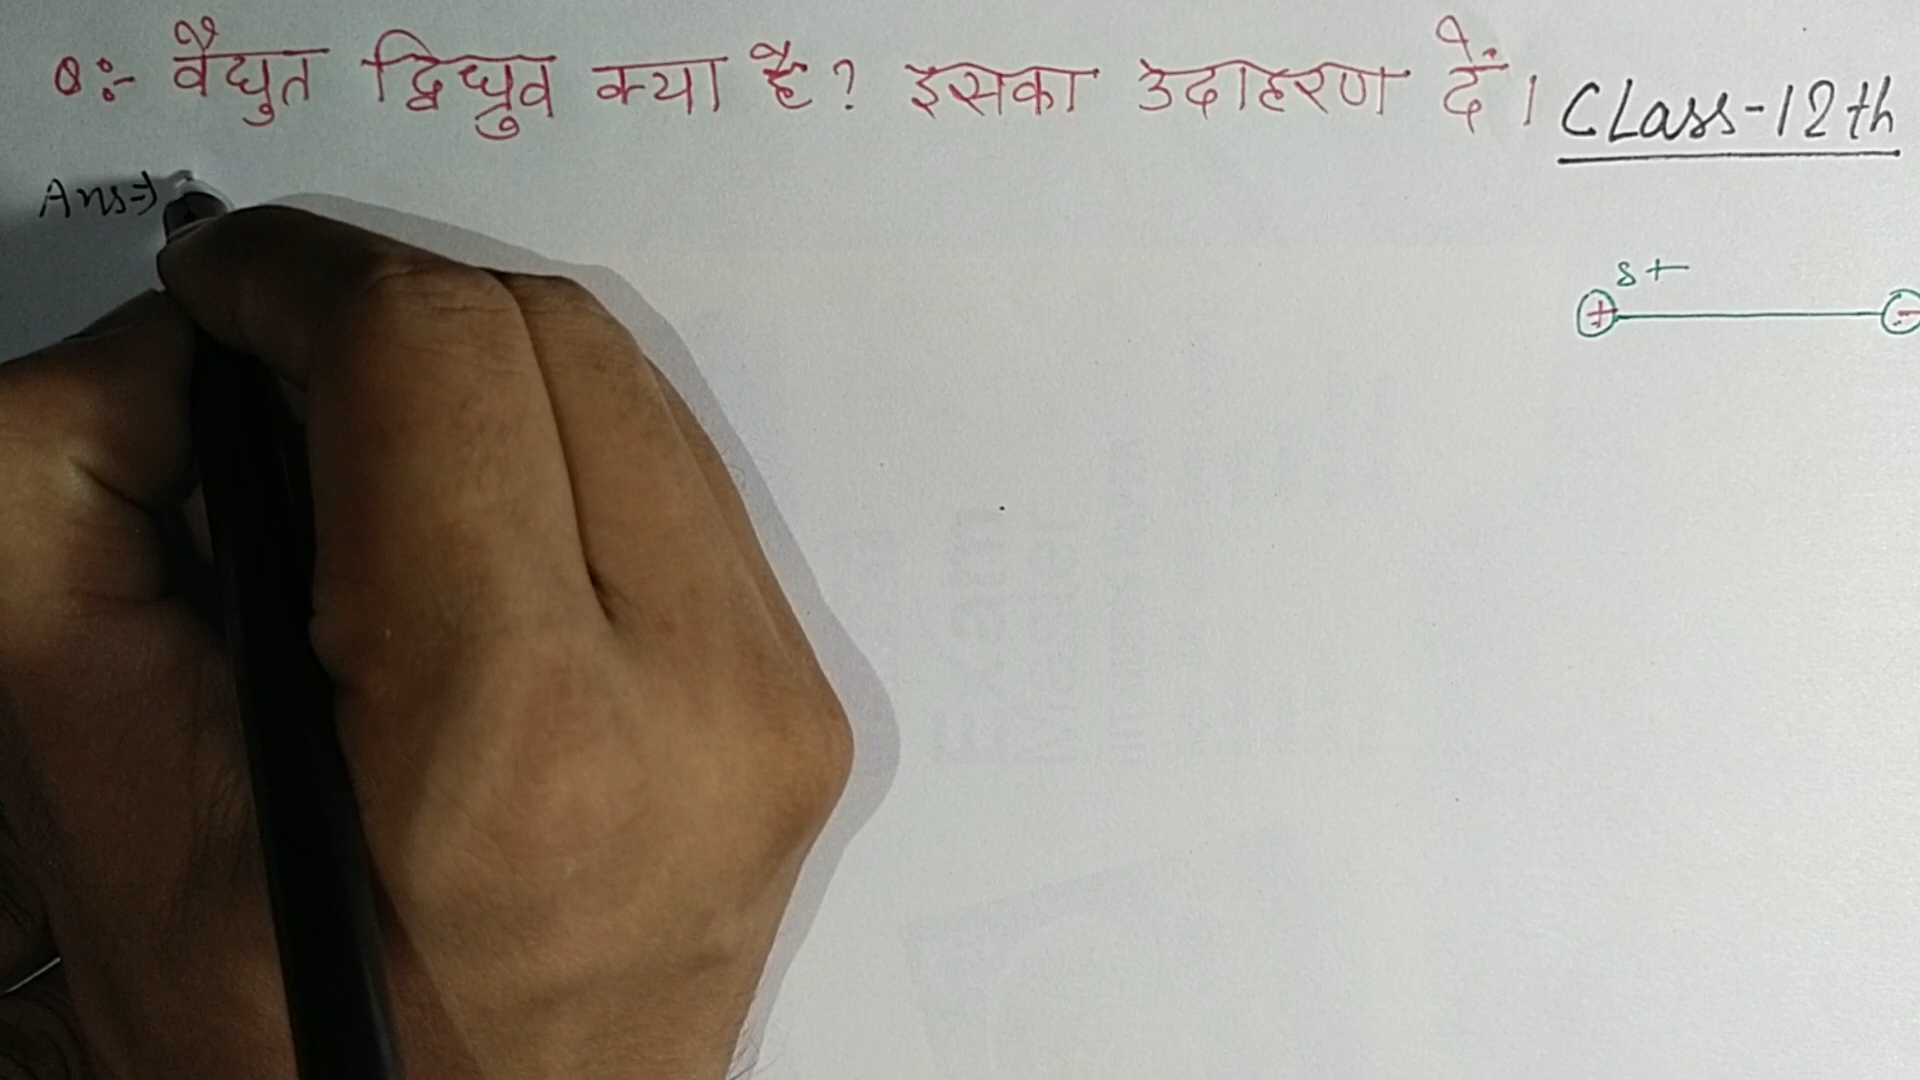 Q:- वैद्युत द्विध्रुव क्या है? इसका उदाहरण दें।
CLass-12th
Ans⇒
δ+
+ -